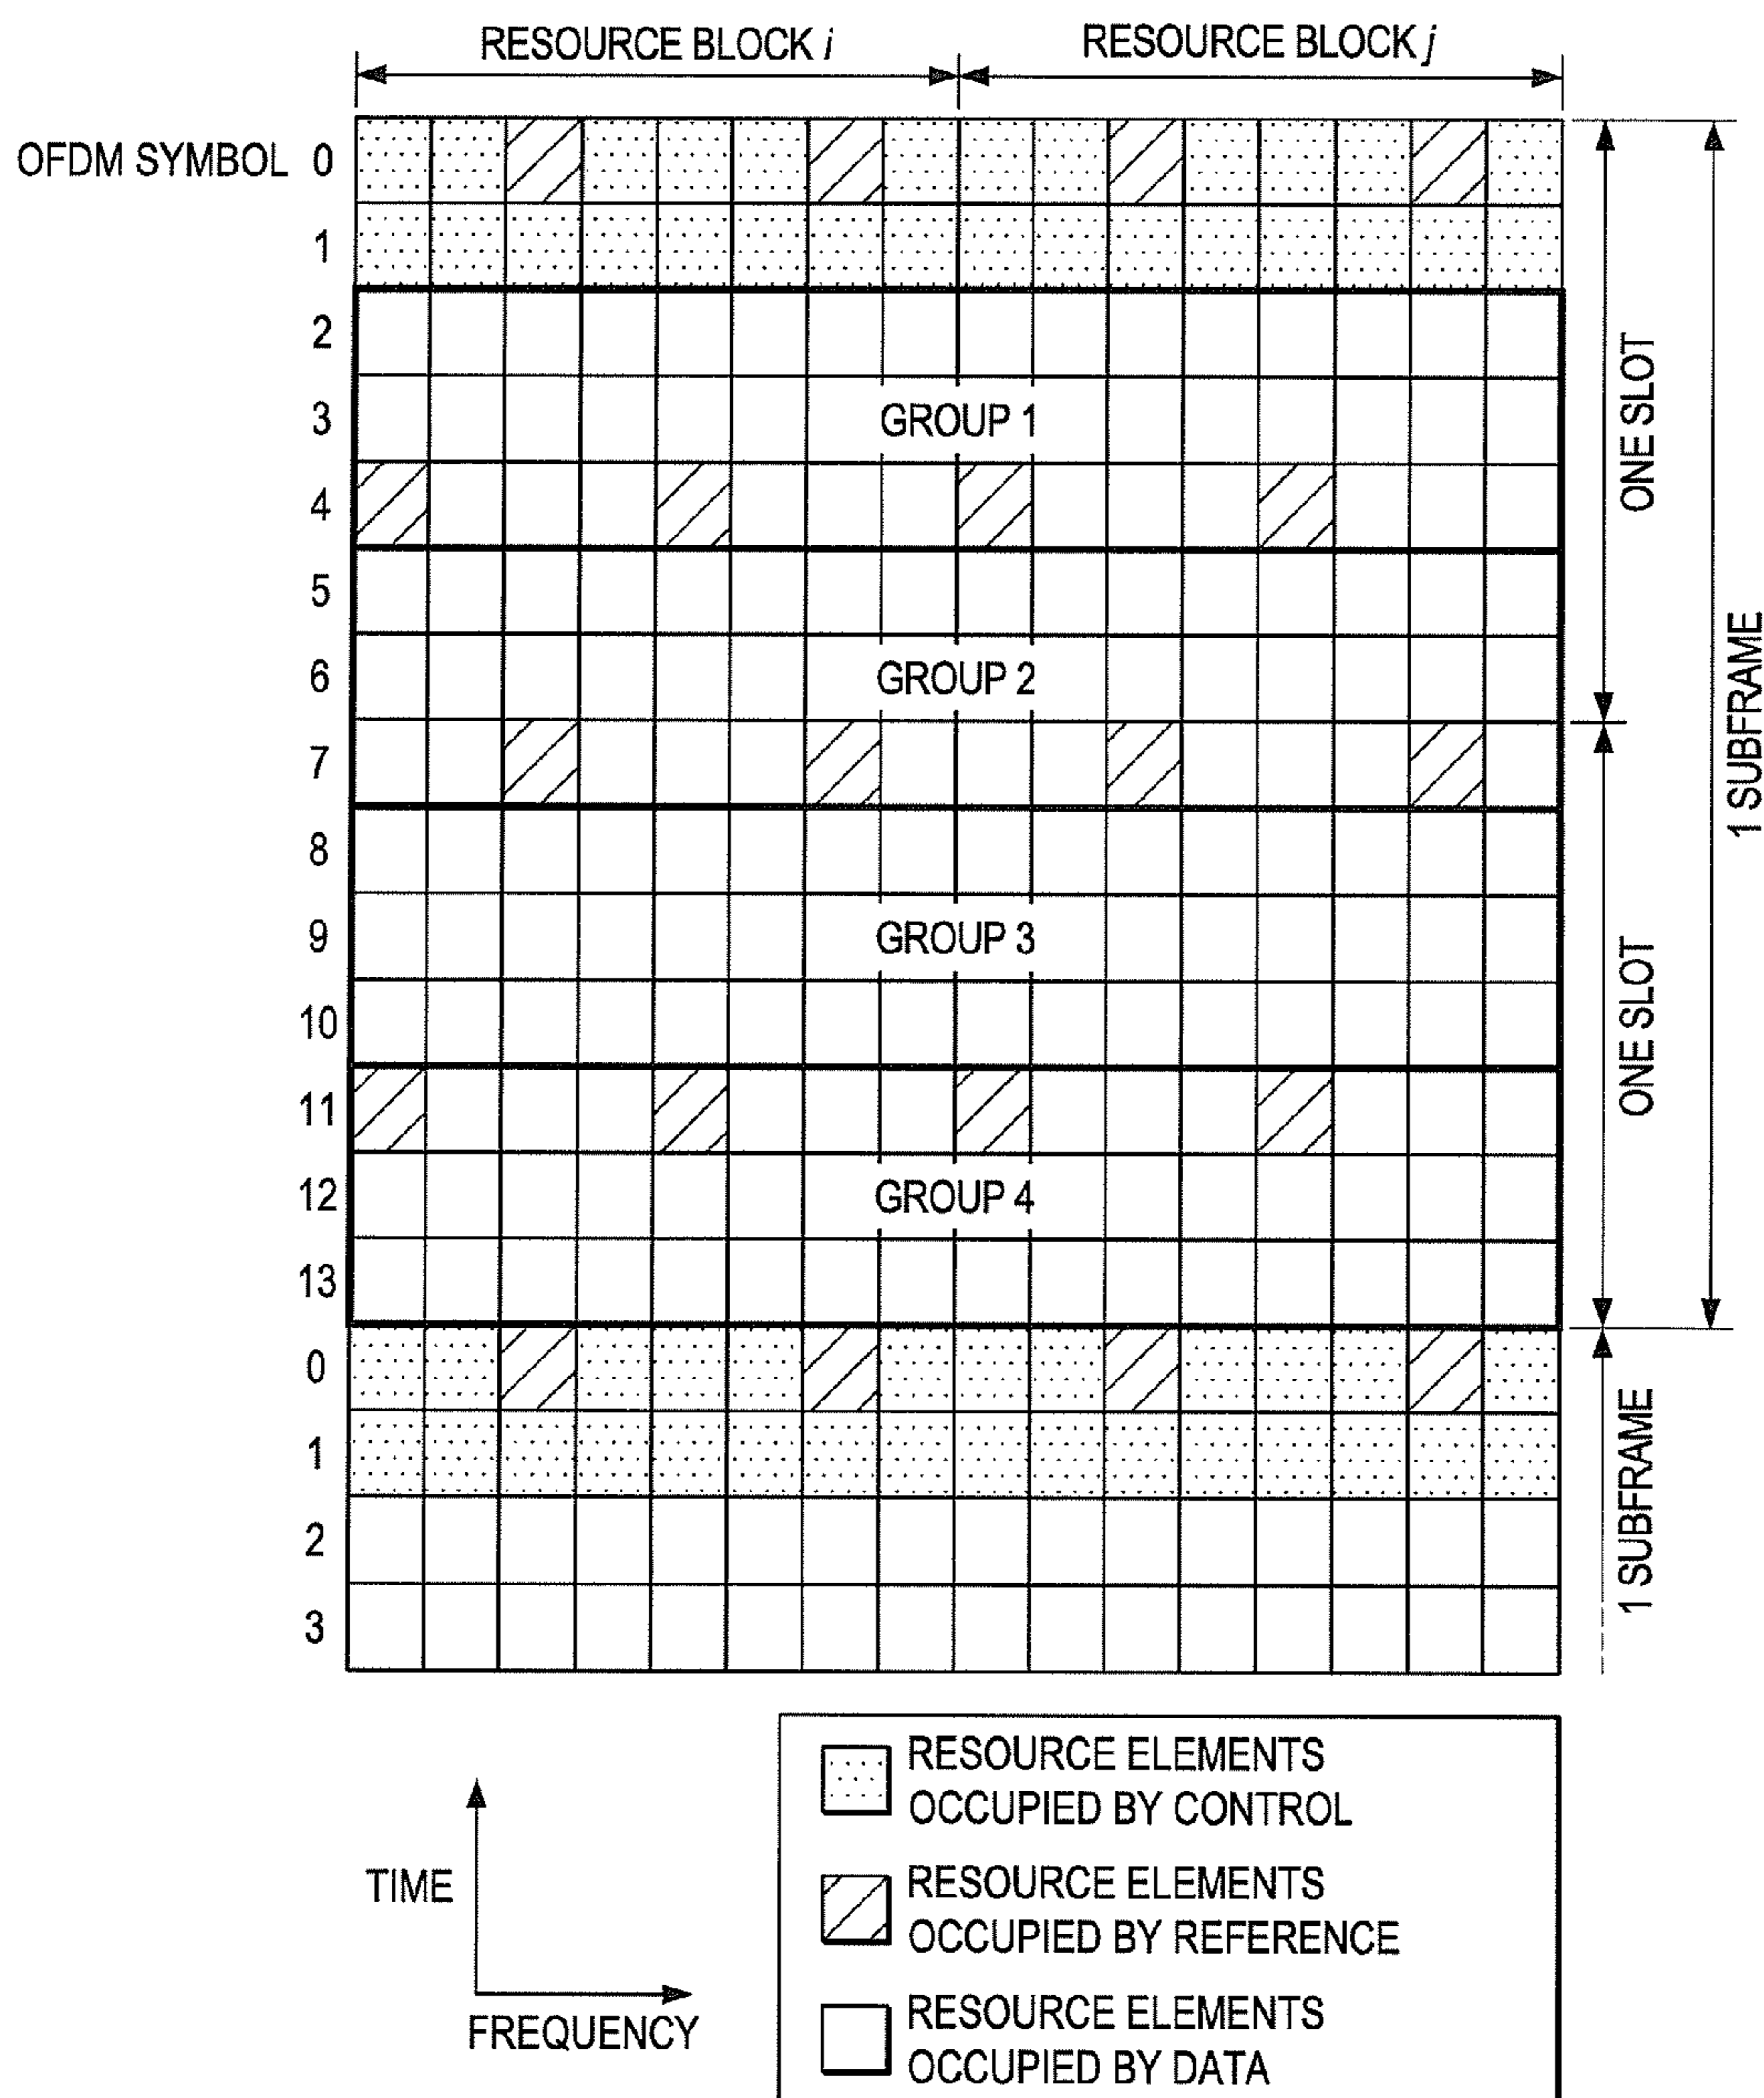 RESOURCE BLOCK i
RESOURCE BLOCK j
OFDM SYMBOL 0
1
2
3
4
5
6
7
8
9
10
11
12
13
0
1
2
3
GROUP 1
GROUP 2
GROUP 3
GROUP 4
ONE SLOT
ONE SLOT
1 SUBFRAME
1 SUBFRAME
TIME
FREQUENCY
RESOURCE ELEMENTS
OCCUPIED BY CONTROL
RESOURCE ELEMENTS
OCCUPIED BY REFERENCE
RESOURCE ELEMENTS
OCCUPIED BY DATA